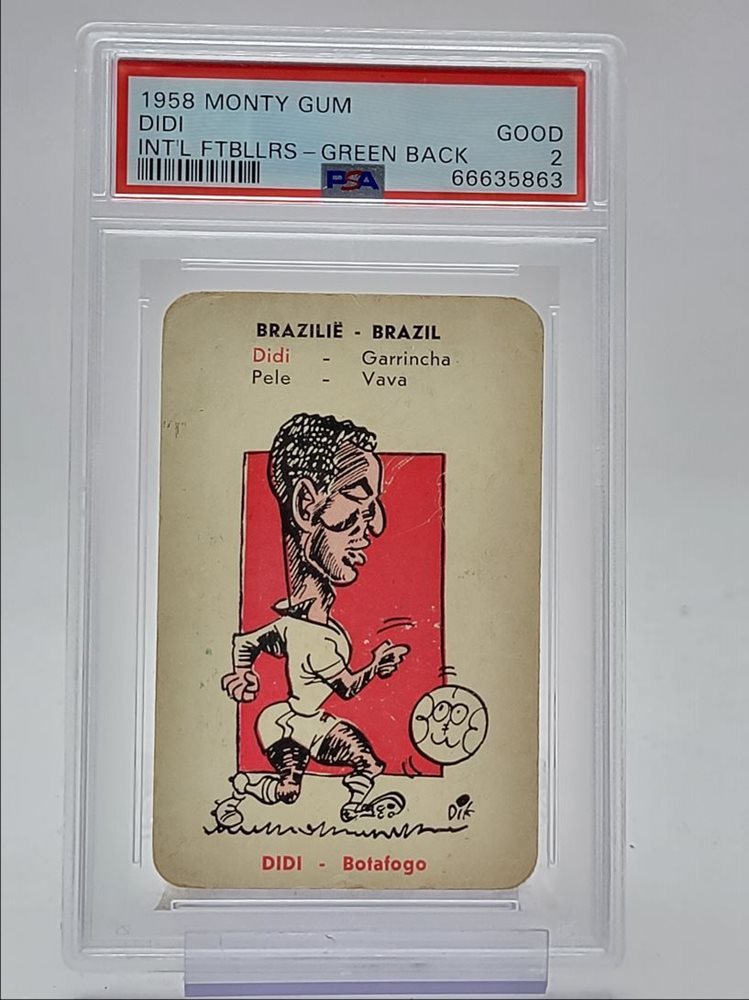 1958 MONTY GUM
DIDI GOOD
INT'L FTBLLRS – GREEN BACK 2
PSA 66635863
BRAZILIË - BRAZIL
Didi - Garrincha
Pele - Vava
Dik
DIDI - Botafogo